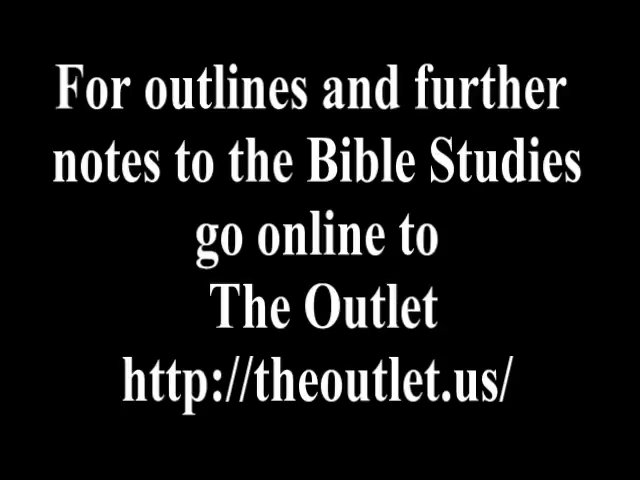 For outlines and further
notes to the Bible Studies
go online to
The Outlet
http://theoutlet.us/